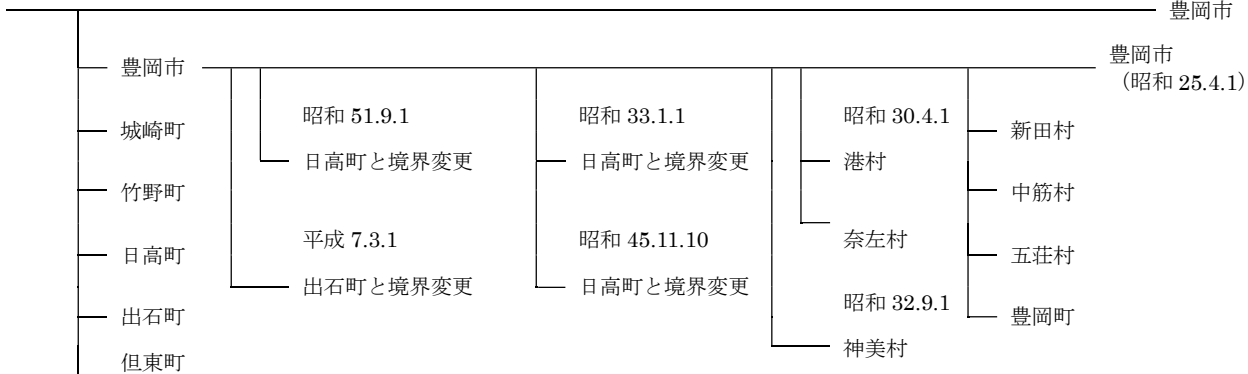 豊岡市
豊岡市
豊岡市
（昭和 25.4.1）
昭和 51.9.1
昭和 33.1.1
昭和 30.4.1
城崎町
新田村
日高町と境界変更
日高町と境界変更
港村
竹野町
中筋村
平成 7.3.1
昭和 45.11.10
奈左村
日高町
五荘村
出石町と境界変更
日高町と境界変更
昭和 32.9.1
出石町
豊岡町
神美村
但東町